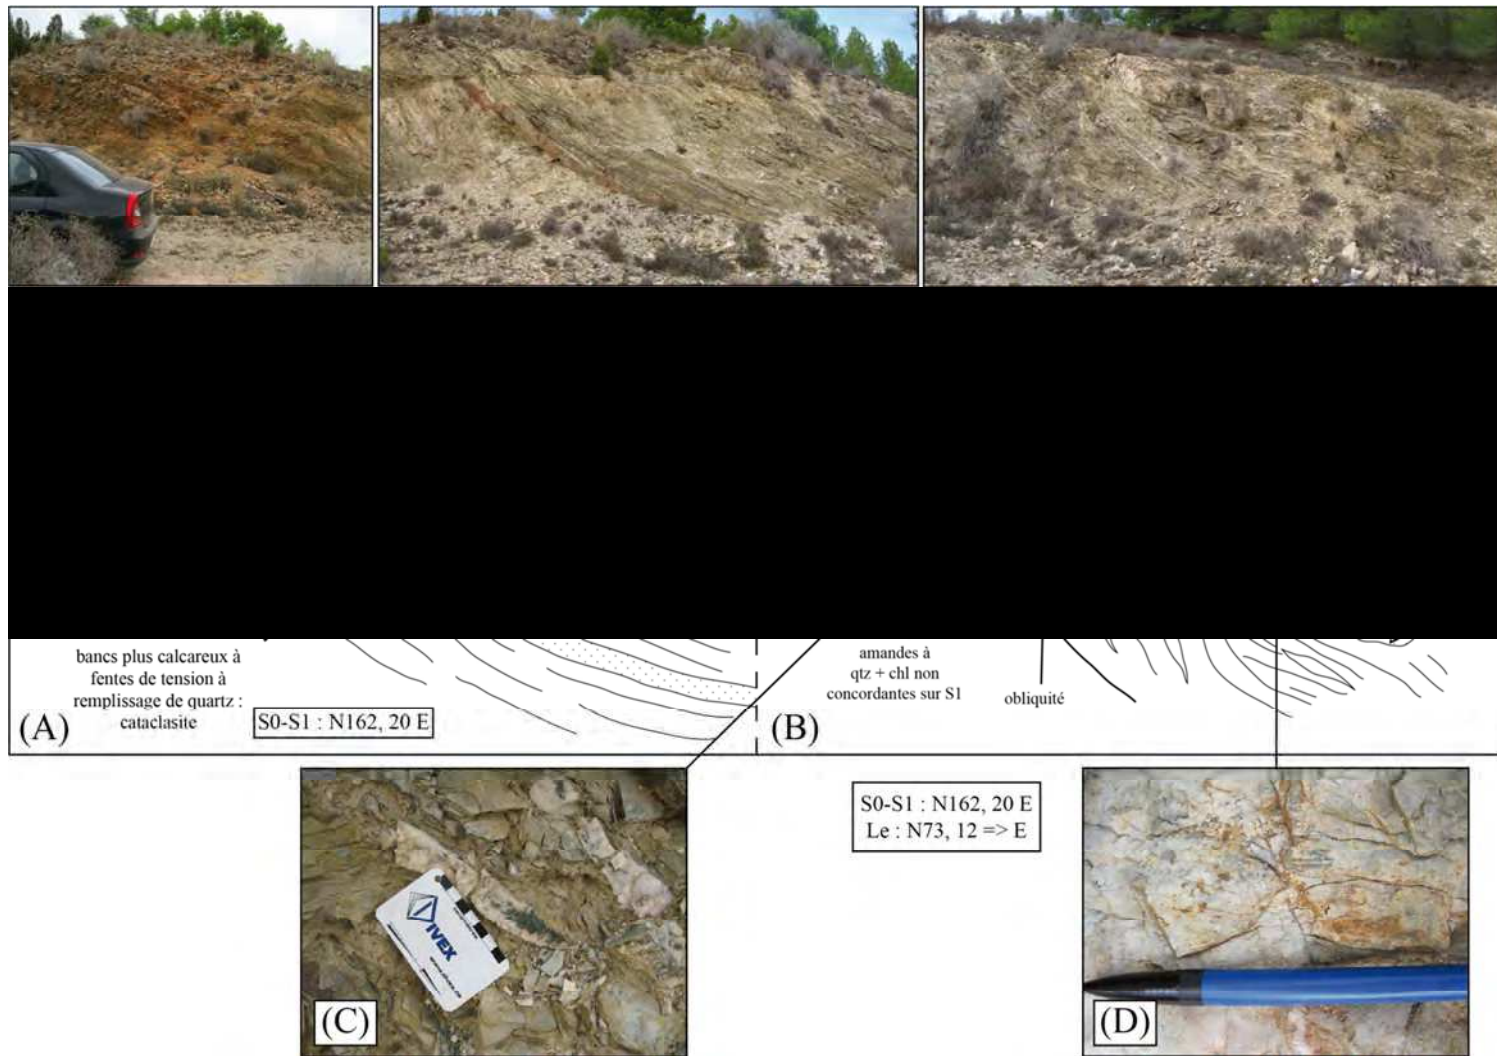 bancs plus calcareux à
fentes de tension à
remplissage de quartz :
cataclasite
(A)
S0-S1 : N162, 20 E
amandes à
qtz + chl non
concordantes sur S1
obliquité
(B)
S0-S1 : N162, 20 E
Le : N73, 12 => E
IVEX
(C)
(D)